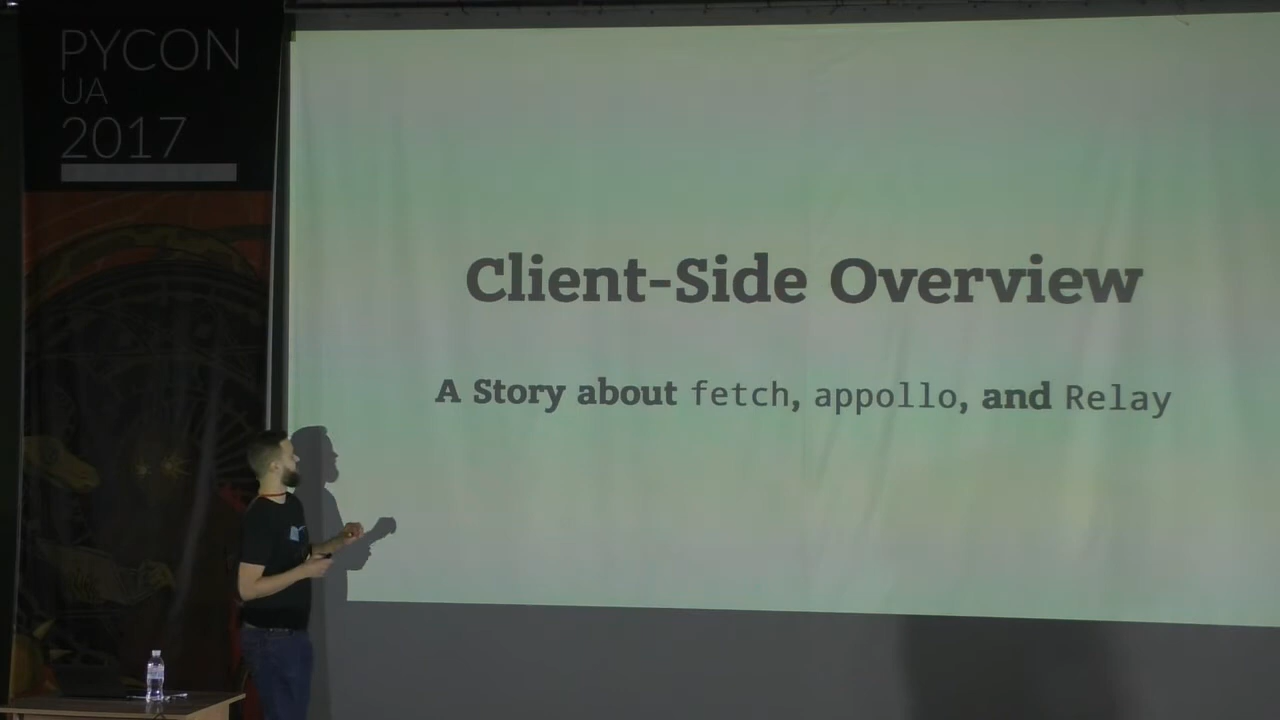 PYCON
UA
2017
Client-Side Overview
A Story about fetch, appollo, and Relay